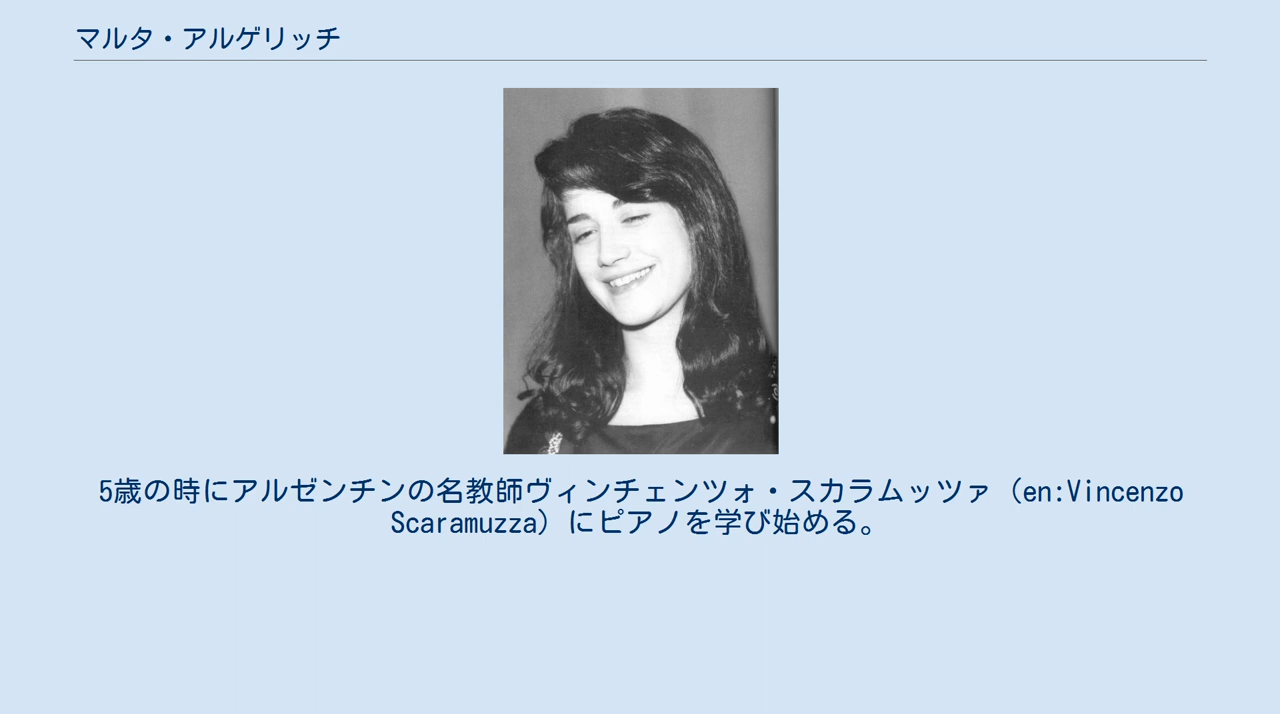 マルタ・アルゲリッチ
5歳の時にアルゼンチンの名教師ヴィンチェンツォ・スカラムッツァ（en:Vincenzo
Scaramuzza）にピアノを学び始める。